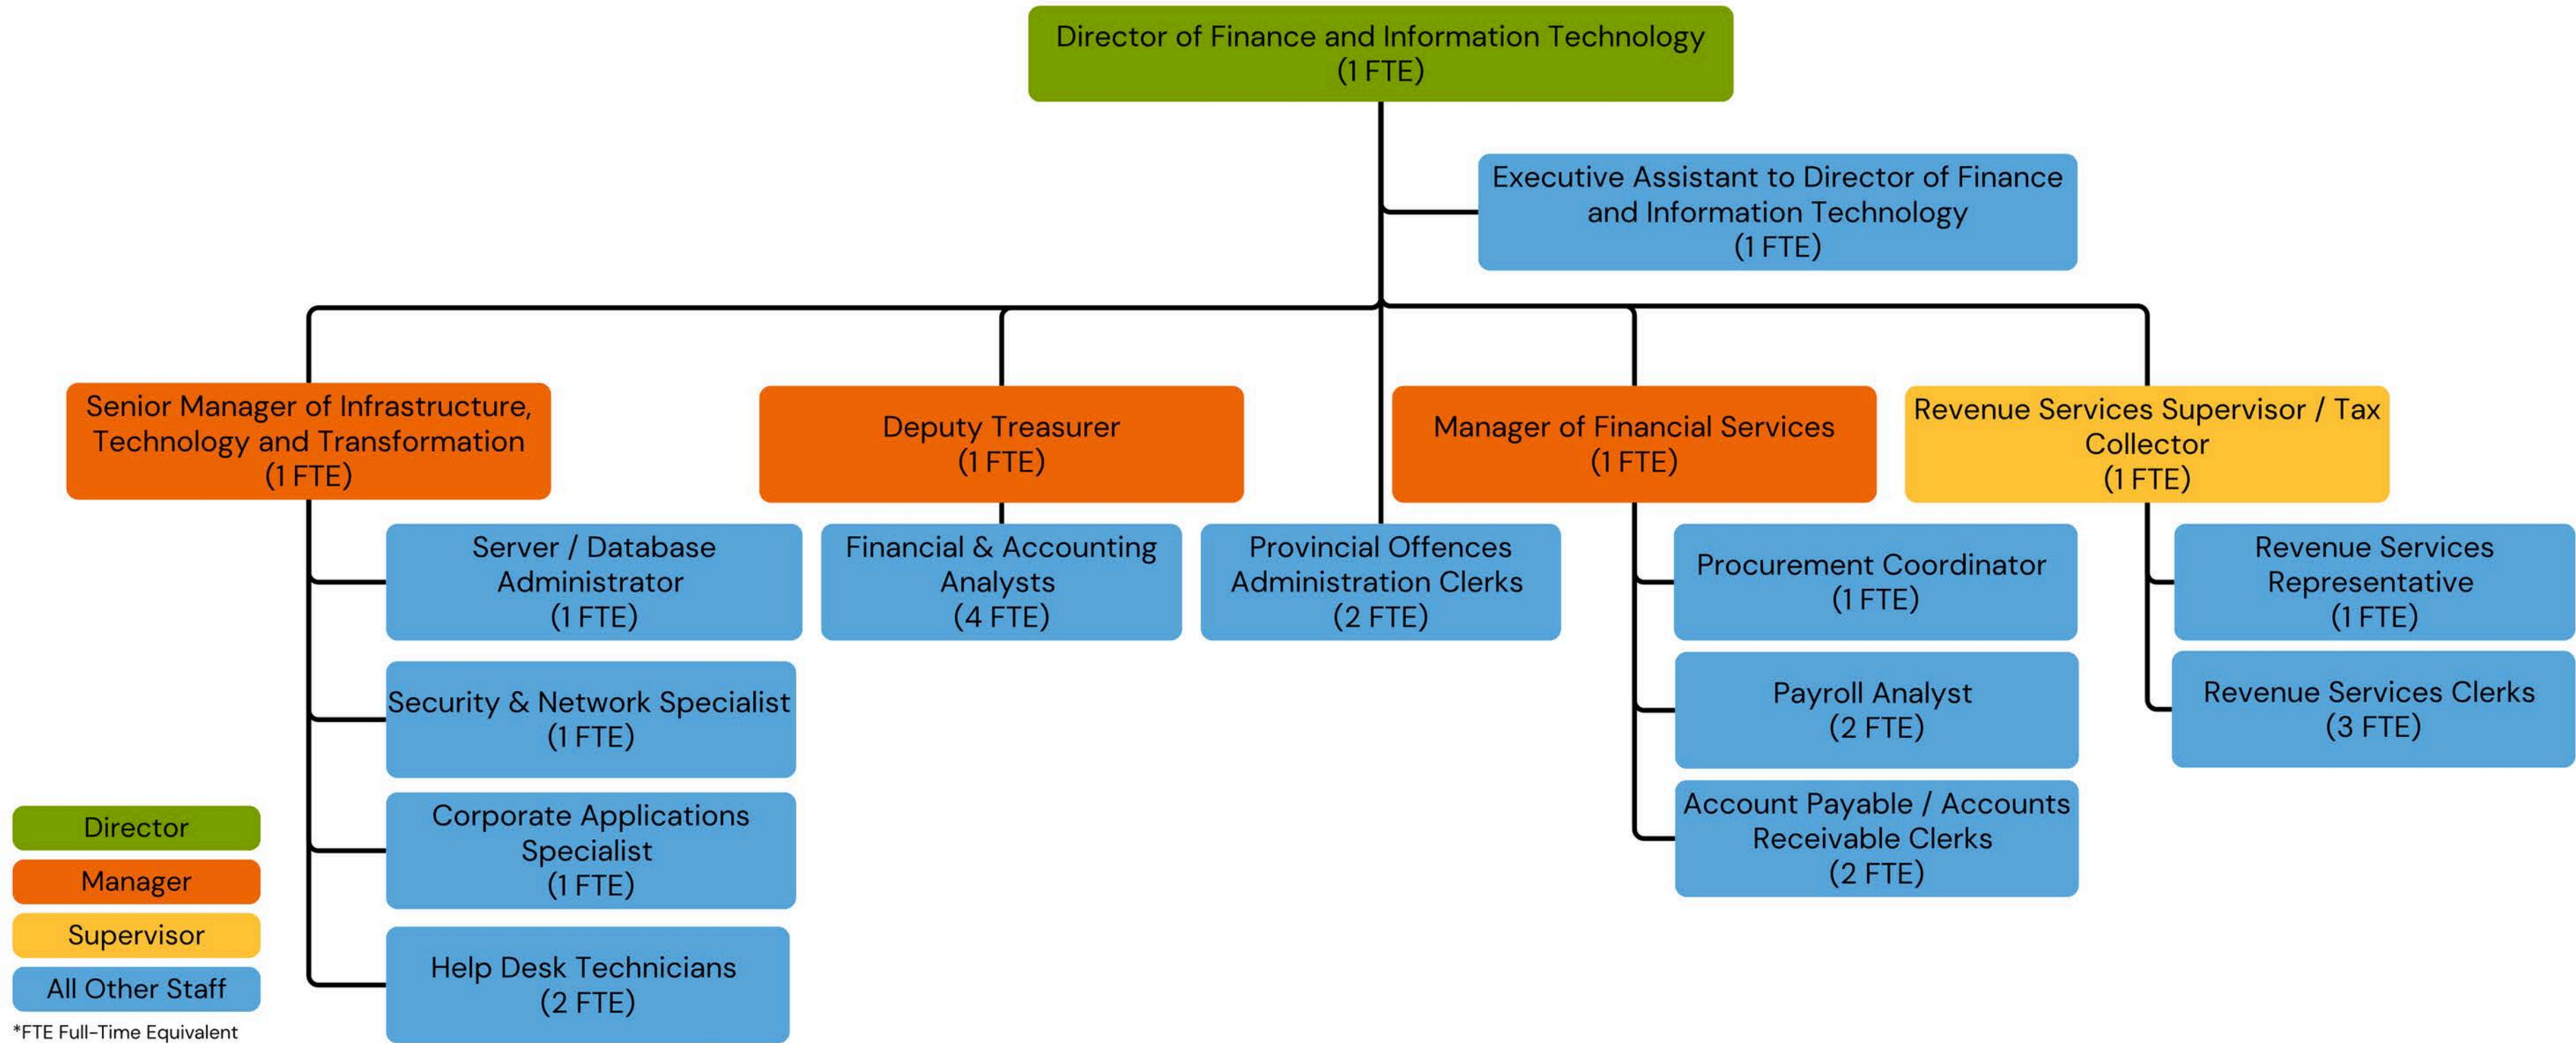 Director of Finance and Information Technology
(1 FTE)
Executive Assistant to Director of Finance
and Information Technology
(1 FTE)
Senior Manager of Infrastructure,
Technology and Transformation
(1 FTE)
Deputy Treasurer
(1 FTE)
Manager of Financial Services
(1 FTE)
Revenue Services Supervisor / Tax
Collector
(1 FTE)
Server / Database
Administrator
(1 FTE)
Security & Network Specialist
(1 FTE)
Corporate Applications
Specialist
(1 FTE)
Help Desk Technicians
(2 FTE)
Financial & Accounting
Analysts
(4 FTE)
Provincial Offences
Administration Clerks
(2 FTE)
Procurement Coordinator
(1 FTE)
Payroll Analyst
(2 FTE)
Account Payable / Accounts
Receivable Clerks
(2 FTE)
Revenue Services
Representative
(1 FTE)
Revenue Services Clerks
(3 FTE)
Director
Manager
Supervisor
All Other Staff
*FTE Full-Time Equivalent